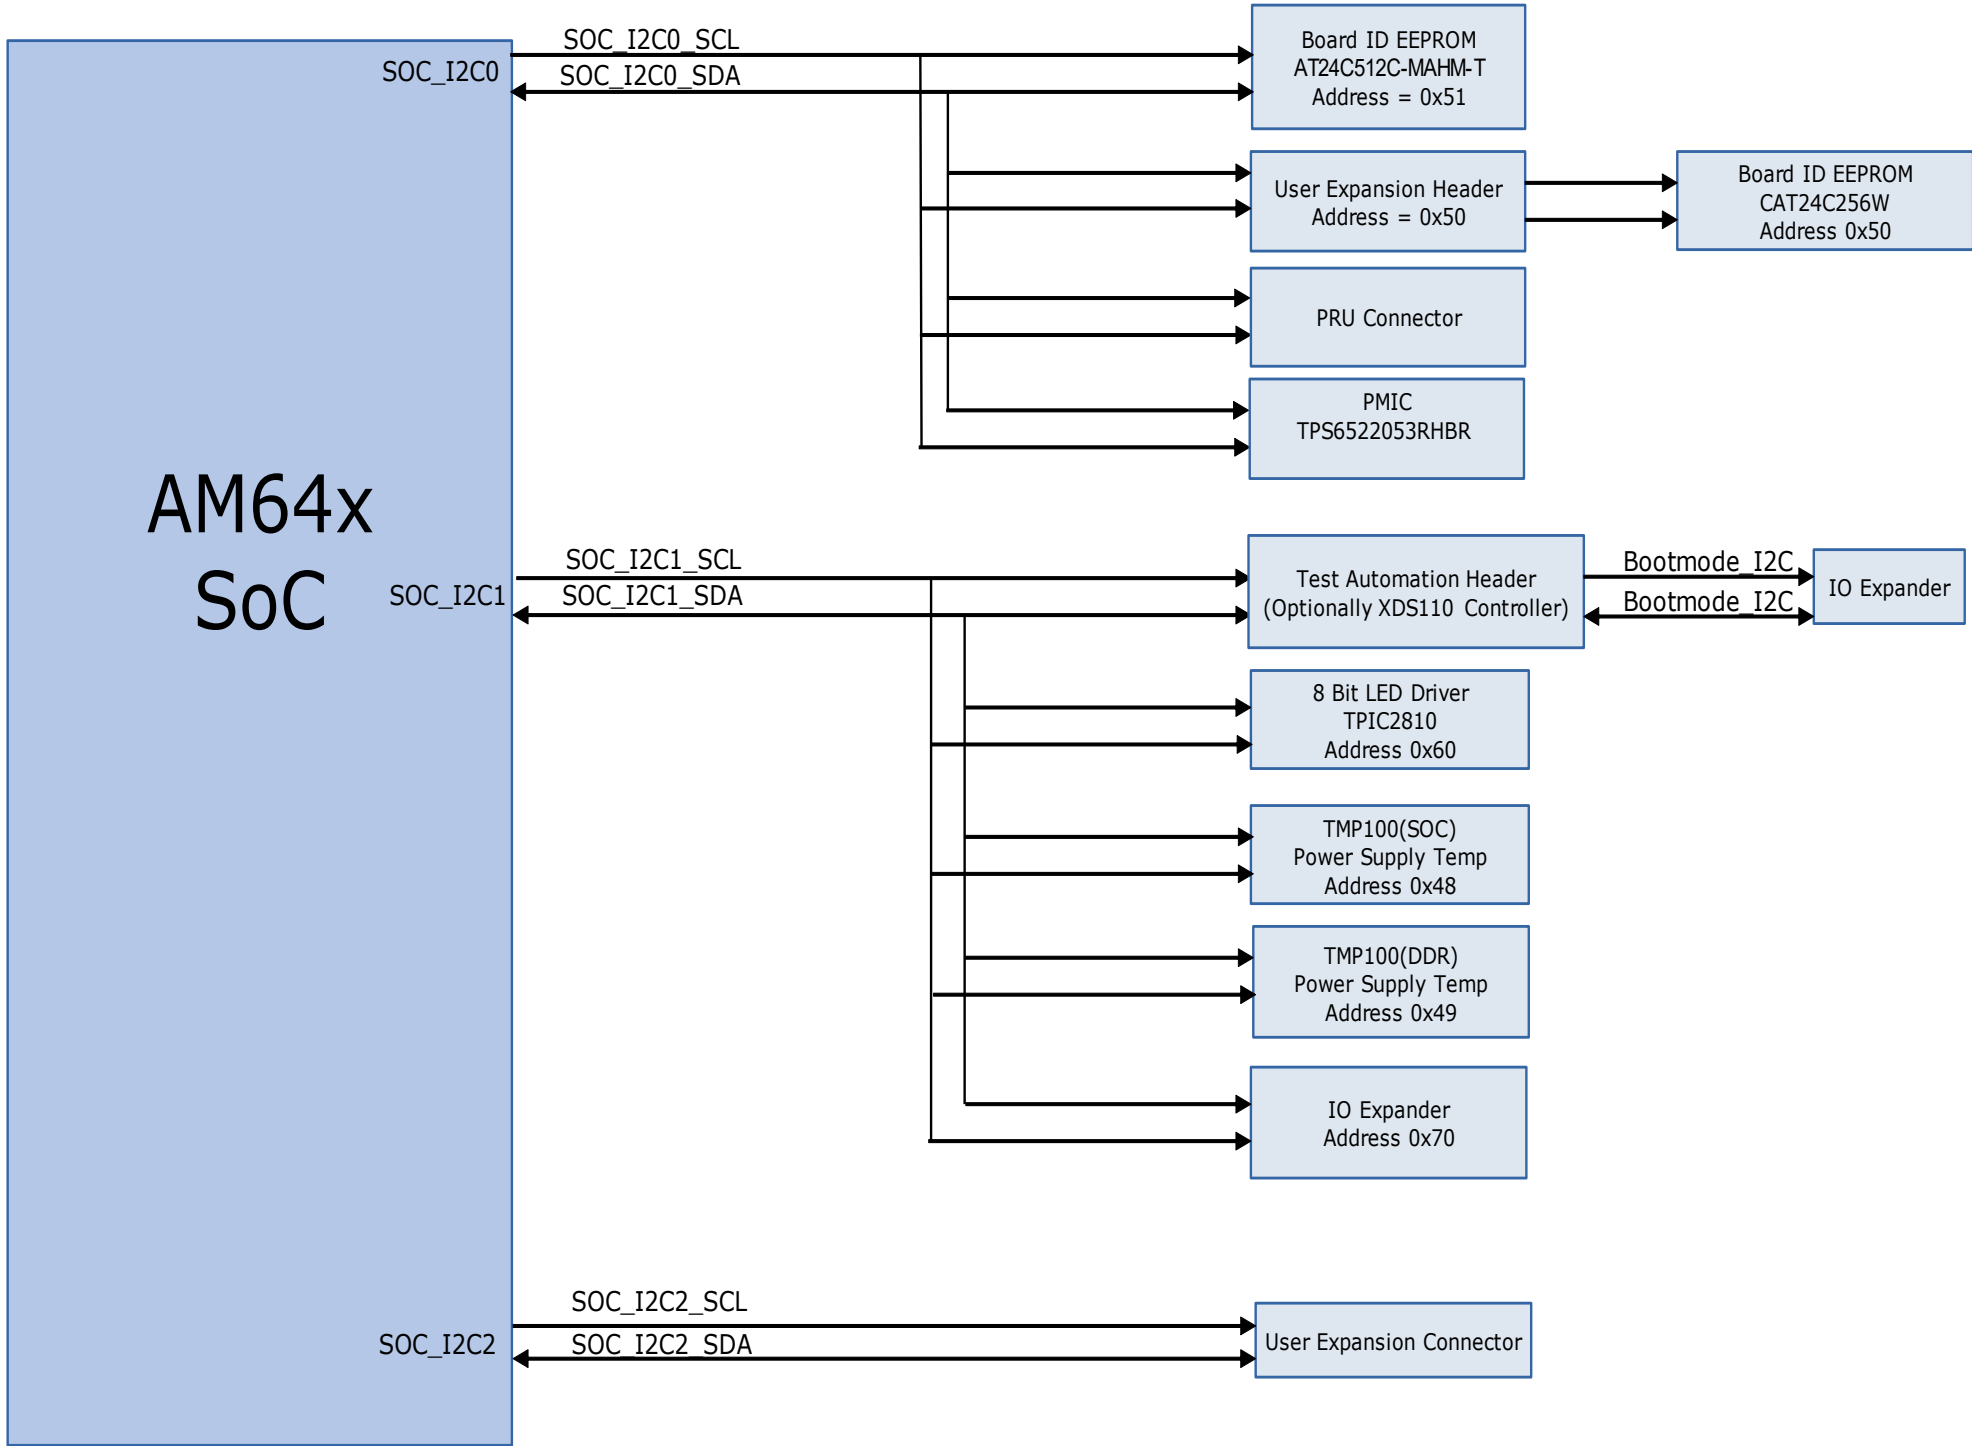 AM64x
SoC
SOC_I2C0
SOC_I2C0_SCL
SOC_I2C0_SDA
Board ID EEPROM
AT24C512C-MAHM-T
Address = 0x51
User Expansion Header
Address = 0x50
Board ID EEPROM
CAT24C256W
Address 0x50
PRU Connector
PMIC
TPS6522053RHBR
SOC_I2C1
SOC_I2C1_SCL
SOC_I2C1_SDA
Test Automation Header
(Optionally XDS110 Controller)
Bootmode_I2C
Bootmode_I2C
IO Expander
8 Bit LED Driver
TPIC2810
Address 0x60
TMP100(SOC)
Power Supply Temp
Address 0x48
TMP100(DDR)
Power Supply Temp
Address 0x49
IO Expander
Address 0x70
SOC_I2C2
SOC_I2C2_SCL
SOC_I2C2_SDA
User Expansion Connector